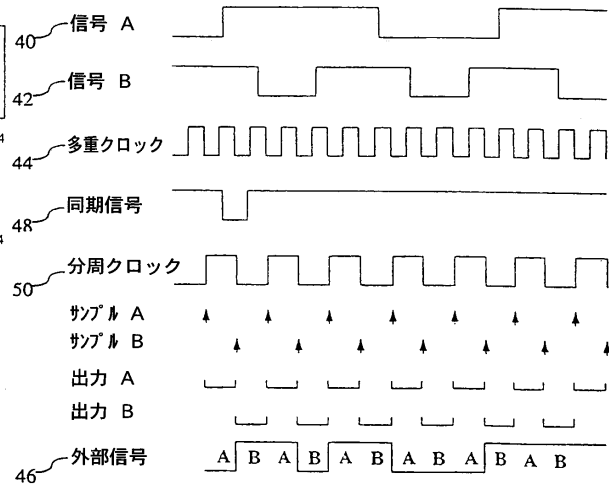 40 信号 A
42 信号 B
44 多重クロック
48 同期信号
50 分周クロック
サンプル A
サンプル B
出力 A
出力 B
46 外部信号 A B A B A B A B A B A B
4
4